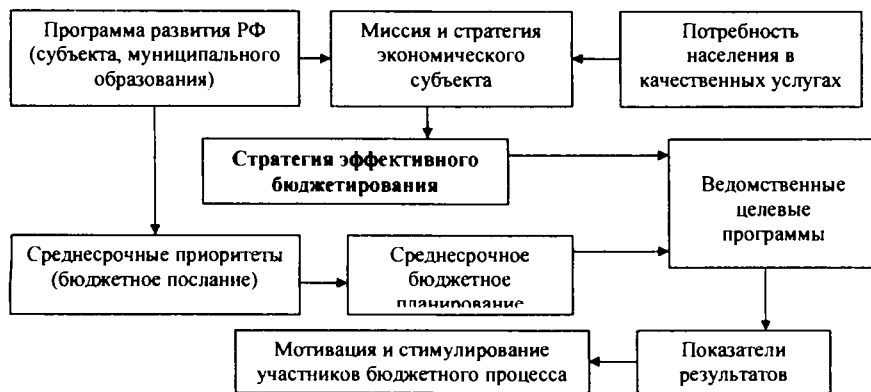 Программа развития РФ
(субъекта, муниципального
образования)
Миссия и стратегия
экономического
субъекта
Потребность
населения в
качественных услугах
Стратегия эффективного
бюджетирования
Ведомственные
целевые
программы
Среднесрочные приоритеты
(бюджетное послание)
Среднесрочное
бюджетное
планирование
Мотивация и стимулирование
участников бюджетного процесса
Показатели
результатов